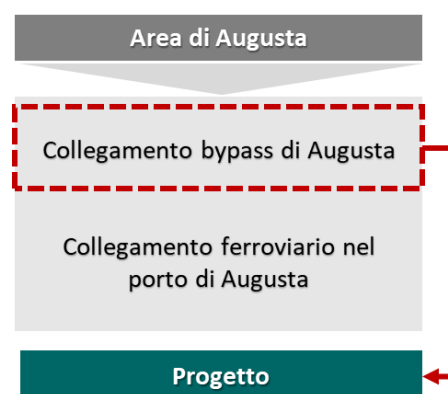 Area di Augusta
Collegamento bypass di Augusta
Collegamento ferroviario nel
porto di Augusta
Progetto